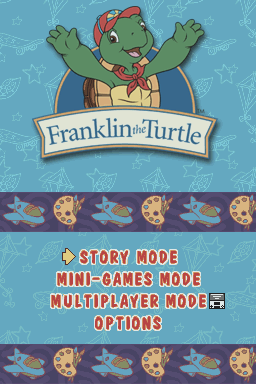 Franklin the Turtle
STORY MODE
MINI-GAMES MODE
MULTIPLAYER MODE
OPTIONS